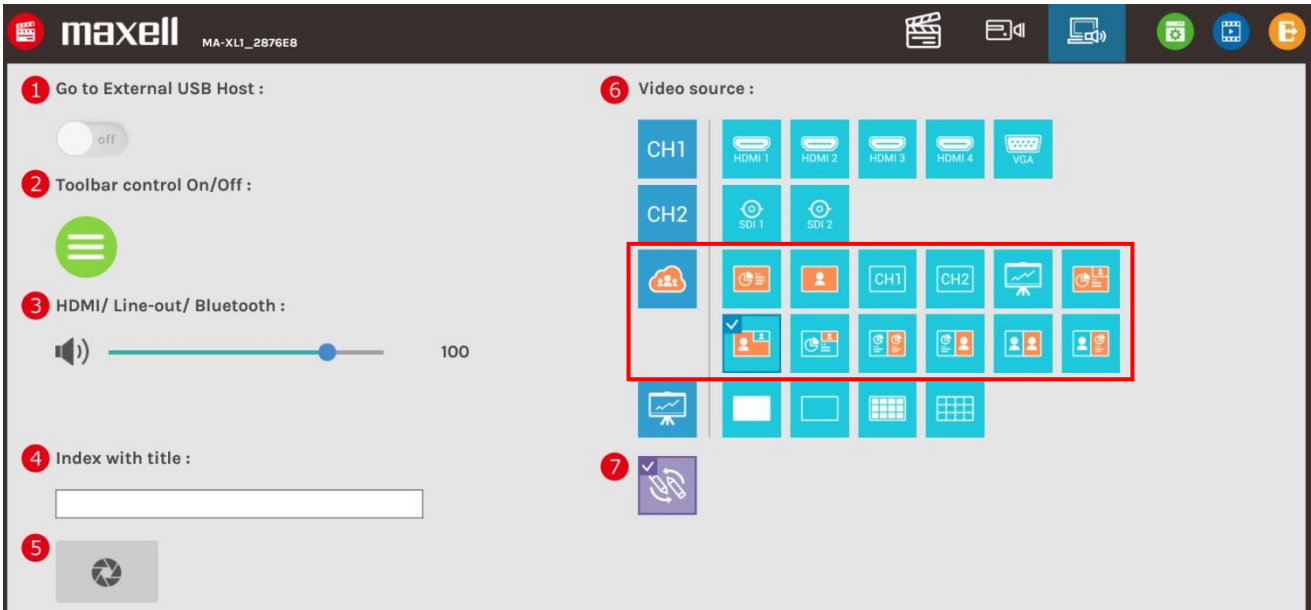 maxell MA-XL1_2876E8
1 Go to External USB Host :
off
2 Toolbar control On/Off :
3 HDMI/ Line-out/ Bluetooth :
100
4 Index with title :
5
6 Video source :
CH1 HDMI 1 HDMI 2 HDMI 3 HDMI 4 VGA
CH2 SDI 1 SDI 2
CH1 CH2
7